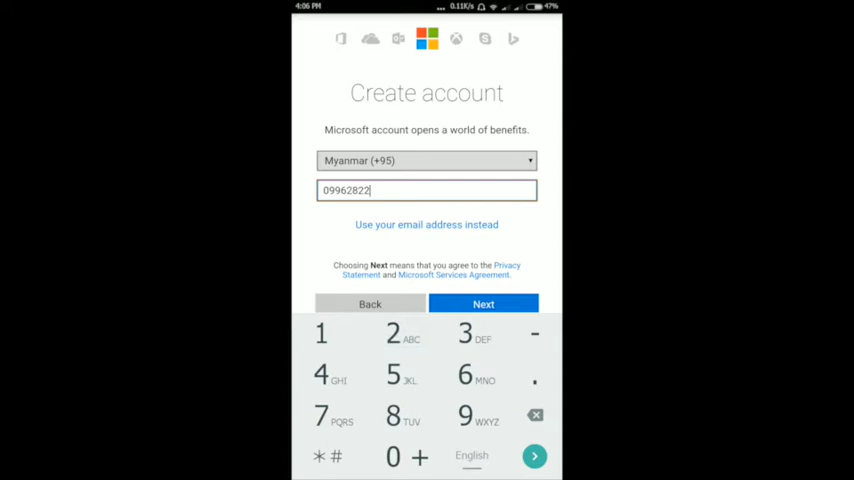 4:06 PM ... 0.11K/s 47%
Create account
Microsoft account opens a world of benefits.
Myanmar (+95)
09962822
Use your email address instead
Choosing Next means that you agree to the Privacy
Statement and Microsoft Services Agreement.
Back Next
1 2 ABC 3 DEF -
4 GHI 5 JKL 6 MNO .
7 PQRS 8 TUV 9 WXYZ
*# 0 + English